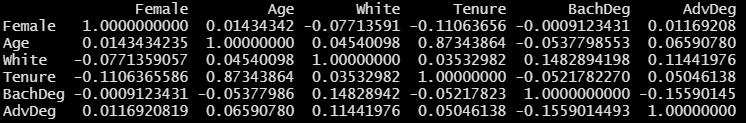 Female Age White Tenure BachDeg AdvDeg
Female 1.0000000000 0.01434342 -0.07713591 -0.11063656 -0.0009123431 0.01169208
Age 0.0143434235 1.00000000 0.04540098 0.87343864 -0.0537798553 0.06590780
White -0.0771359057 0.04540098 1.00000000 0.03532982 0.1482894198 0.11441976
Tenure -0.1106365586 0.87343864 0.03532982 1.00000000 -0.0521782270 0.05046138
BachDeg -0.0009123431 -0.05377986 0.14828942 -0.05217823 1.0000000000 -0.15590145
AdvDeg 0.0116920819 0.06590780 0.11441976 0.05046138 -0.1559014493 1.00000000